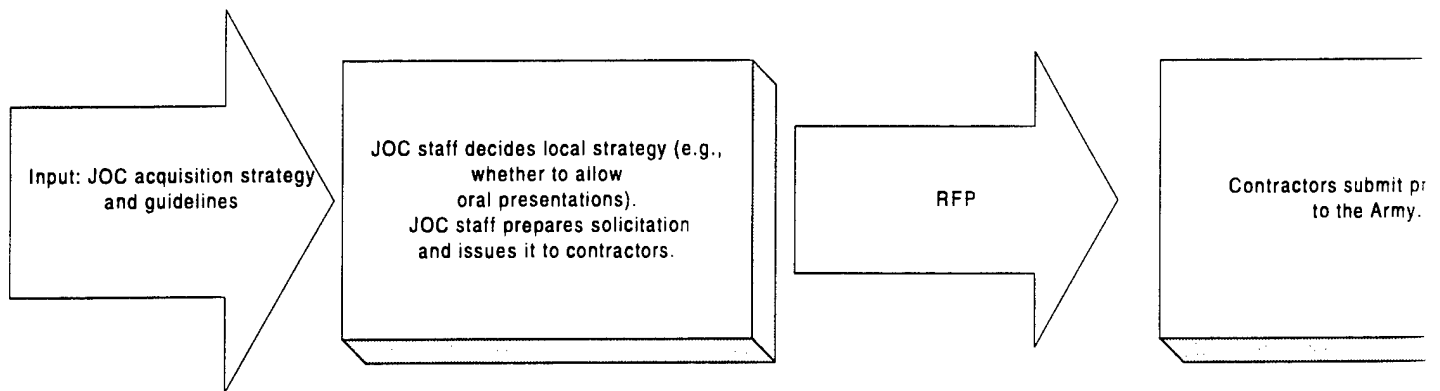 Input: JOC acquisition strategy
and guidelines
JOC staff decides local strategy (e.g.,
whether to allow
oral presentations).
JOC staff prepares solicitation
and issues it to contractors.
RFP
Contractors submit
to the Army.